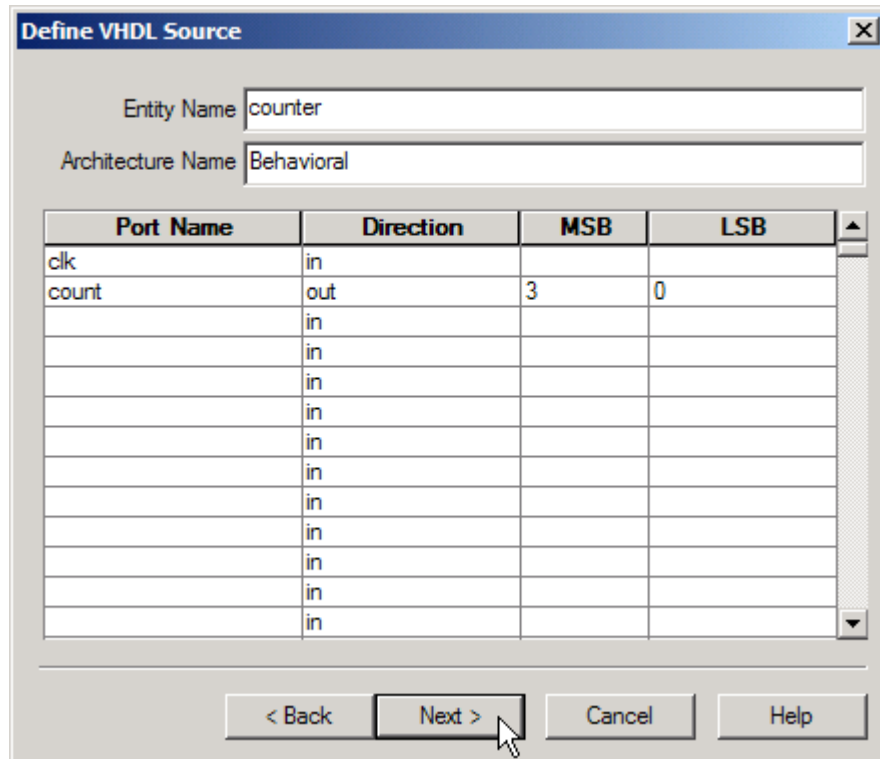 Define VHDL Source
Entity Name counter
Architecture Name Behavioral
Port Name Direction MSB LSB
clk in
count out 3 0
in
in
in
in
in
in
in
in
in
in
in
< Back Next > Cancel Help